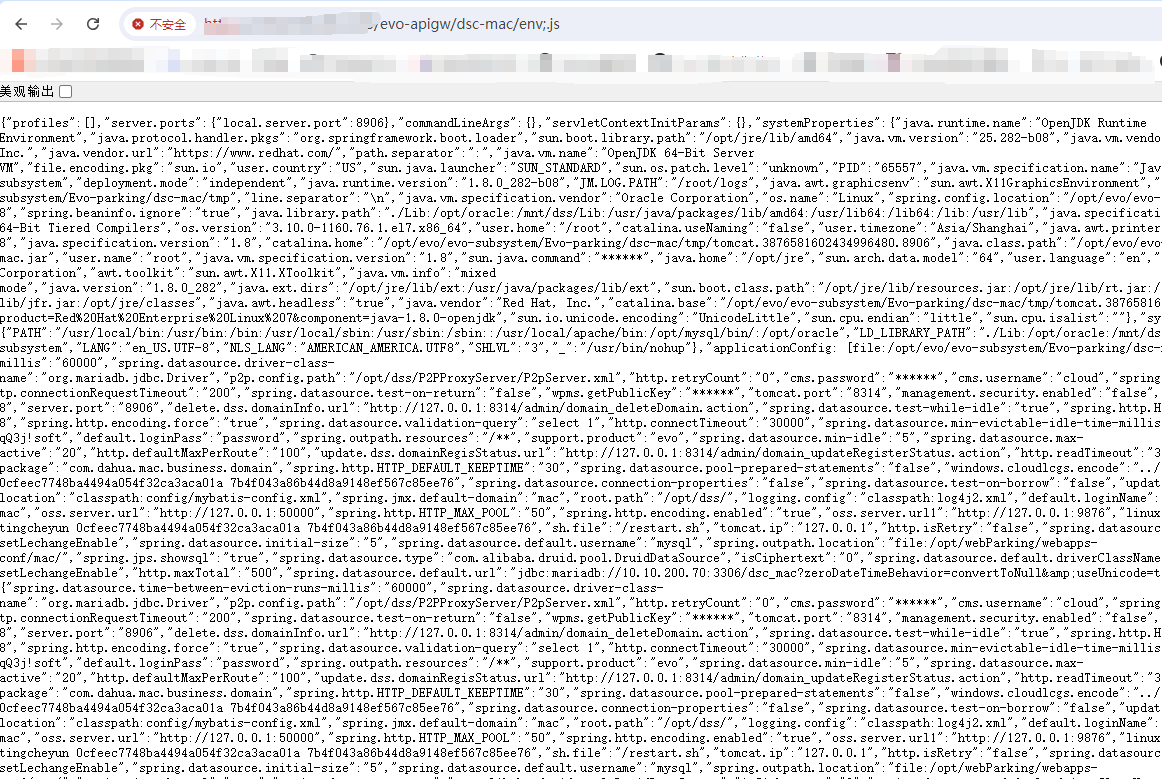 不安全 /evo-apigw/dsc-mac/env;.js
美观输出
{"profiles":[],"server.ports":{"local.server.port":8906},"commandLineArgs":{},"servletContextInitParams":{},"systemProperties":{"java.runtime.name":"OpenJDK Runtime
Environment","java.protocol.handler.pkgs":"org.springframework.boot.loader","sun.boot.library.path":"/opt/jre/lib/amd64","java.vm.version":"25.282-b08","java.vm.vendo
Inc.","java.vendor.url":"https://www.redhat.com/","path.separator":":","java.vm.name":"OpenJDK 64-Bit Server
VM","file.encoding.pkg":"sun.io","user.country":"US","sun.java.launcher":"SUN_STANDARD","sun.os.patch.level":"unknown","PID":"65557","java.vm.specification.name":"Jav
subsystem","deployment.mode":"independent","java.runtime.version":"1.8.0_282-b08","JM.LOG.PATH":"/root/logs","java.awt.graphicsenv":"sun.awt.X11GraphicsEnvironment","
subsystem/Evo-parking/dsc-mac/tmp","line.separator":"\n","java.vm.specification.vendor":"Oracle Corporation","os.name":"Linux","spring.config.location":"/opt/evo/evo-
8","spring.beaninfo.ignore":"true","java.library.path":"./Lib:/opt/oracle:/mnt/dss/Lib:/usr/java/packages/lib/amd64:/usr/lib64:/lib64:/lib:/usr/lib","java.specificati
64-Bit Tiered Compilers","os.version":"3.10.0-1160.76.1.el7.x86_64","user.home":"/root","catalina.useNaming":"false","user.timezone":"Asia/Shanghai","java.awt.printer
8","java.specification.version":"1.8","catalina.home":"/opt/evo/evo-subsystem/Evo-parking/dsc-mac/tmp/tomcat.3876581602434996480.8906","java.class.path":"/opt/evo/evo
mac.jar","user.name":"root","java.vm.specification.version":"1.8","sun.java.command":"******","java.home":"/opt/jre","sun.arch.data.model":"64","user.language":"en","
Corporation","awt.toolkit":"sun.awt.X11.XToolkit","java.vm.info":"mixed
mode","java.version":"1.8.0_282","java.ext.dirs":"/opt/jre/lib/ext:/usr/java/packages/lib/ext","sun.boot.class.path":"/opt/jre/lib/resources.jar:/opt/jre/lib/rt.jar:/
lib/jfr.jar:/opt/jre/classes","java.awt.headless":"true","java.vendor":"Red Hat, Inc.","catalina.base":"/opt/evo/evo-subsystem/Evo-parking/dsc-mac/tmp/tomcat.38765816
product=Red%20Hat%20Enterprise%20Linux%207&component=java-1.8.0-openjdk","sun.io.unicode.encoding":"UnicodeLittle","sun.cpu.endian":"little","sun.cpu.isalist":""},"sy
{"PATH":"/usr/local/bin:/usr/bin:/bin:/usr/local/sbin:/usr/sbin:/sbin::/usr/local/apache/bin:/opt/mysql/bin/:/opt/oracle","LD_LIBRARY_PATH":"./Lib:/opt/oracle:/mnt/ds
subsystem","LANG":"en_US.UTF-8","NLS_LANG":"AMERICAN_AMERICA.UTF8","SHLVL":"3","_":"/usr/bin/nohup"},"applicationConfig: [file:/opt/evo/evo-subsystem/Evo-parking/dsc-
millis":"60000","spring.datasource.driver-class-
name":"org.mariadb.jdbc.Driver","p2p.config.path":"/opt/dss/P2PProxyServer/P2pServer.xml","http.retryCount":"0","cms.password":"******","cms.username":"cloud","spring
tp.connectionRequestTimeout":"200","spring.datasource.test-on-return":"false","wpms.getPublicKey":"******","tomcat.port":"8314","management.security.enabled":"false",
8","server.port":"8906","delete.dss.domainInfo.url":"http://127.0.0.1:8314/admin/domain_deleteDomain.action","spring.datasource.test-while-idle":"true","spring.http.H
8","spring.http.encoding.force":"true","spring.datasource.validation-query":"select 1","http.connectTimeout":"30000","spring.datasource.min-evictable-idle-time-millis
qQ3j!soft","default.loginPass":"password","spring.outpath.resources":"/**","support.product":"evo","spring.datasource.min-idle":"5","spring.datasource.max-
active":"20","http.defaultMaxPerRoute":"100","update.dss.domainRegisStatus.url":"http://127.0.0.1:8314/admin/domain_updateRegisterStatus.action","http.readTimeout":"3
package":"com.dahua.mac.business.domain","spring.http.HTTP_DEFAULT_KEEPTIME":"30","spring.datasource.pool-prepared-statements":"false","windows.cloudlcgs.encode":"../
0cfeec7748ba4494a054f32ca3aca01a 7b4f043a86b44d8a9148ef567c85ee76","spring.datasource.connection-properties":"false","spring.datasource.test-on-borrow":"false","updat
location":"classpath:config/mybatis-config.xml","spring.jmx.default-domain":"mac","root.path":"/opt/dss/","logging.config":"classpath:log4j2.xml","default.loginName":
mac","oss.server.url":"http://127.0.0.1:50000","spring.HTTP_MAX_POOL":"50","spring.http.encoding.enabled":"true","oss.server.url1":"http://127.0.0.1:9876","linux
tingcheyun 0cfeec7748ba4494a054f32ca3aca01a 7b4f043a86b44d8a9148ef567c85ee76","sh.file":"/restart.sh","tomcat.ip":"127.0.0.1","http.isRetry":"false","spring.datasourc
setLechangeEnable","spring.datasource.initial-size":"5","spring.datasource.default.username":"mysql","spring.outpath.location":"file:/opt/webParking/webapps-
conf/mac/","spring.jps.showsql":"true","spring.datasource.type":"com.alibaba.druid.pool.DruidDataSource","isCiphertext":"0","spring.datasource.default.driverClassName
setLechangeEnable","http.maxTotal":"500","spring.datasource.default.url":"jdbc:mariadb://10.10.200.70:3306/dsc_mac?zeroDateTimeBehavior=convertToNull&amp;useUnicode=t
{"spring.datasource.time-between-eviction-runs-millis":"60000","spring.datasource.driver-class-
name":"org.mariadb.jdbc.Driver","p2p.config.path":"/opt/dss/P2PProxyServer/P2pServer.xml","http.retryCount":"0","cms.password":"******","cms.username":"cloud","spring
tp.connectionRequestTimeout":"200","spring.datasource.test-on-return":"false","wpms.getPublicKey":"******","tomcat.port":"8314","management.security.enabled":"false",
8","server.port":"8906","delete.dss.domainInfo.url":"http://127.0.0.1:8314/admin/domain_deleteDomain.action","spring.datasource.test-while-idle":"true","spring.http.H
8","spring.http.encoding.force":"true","spring.datasource.validation-query":"select 1","http.connectTimeout":"30000","spring.datasource.min-evictable-idle-time-millis
qQ3j!soft","default.loginPass":"password","spring.outpath.resources":"/**","support.product":"evo","spring.datasource.min-idle":"5","spring.datasource.max-
active":"20","http.defaultMaxPerRoute":"100","update.dss.domainRegisStatus.url":"http://127.0.0.1:8314/admin/domain_updateRegisterStatus.action","http.readTimeout":"3
package":"com.dahua.mac.business.domain","spring.http.HTTP_DEFAULT_KEEPTIME":"30","spring.datasource.pool-prepared-statements":"false","windows.cloudlcgs.encode":"../
0cfeec7748ba4494a054f32ca3aca01a 7b4f043a86b44d8a9148ef567c85ee76","spring.datasource.connection-properties":"false","spring.datasource.test-on-borrow":"false","updat
location":"classpath:config/mybatis-config.xml","spring.jmx.default-domain":"mac","root.path":"/opt/dss/","logging.config":"classpath:log4j2.xml","default.loginName":
mac","oss.server.url":"http://127.0.0.1:50000","spring.HTTP_MAX_POOL":"50","spring.http.encoding.enabled":"true","oss.server.url1":"http://127.0.0.1:9876","linux
tingcheyun 0cfeec7748ba4494a054f32ca3aca01a 7b4f043a86b44d8a9148ef567c85ee76","sh.file":"/restart.sh","tomcat.ip":"127.0.0.1","http.isRetry":"false","spring.datasourc
setLechangeEnable","spring.datasource.initial-size":"5","spring.datasource.default.username":"mysql","spring.outpath.location":"file:/opt/webParking/webapps-